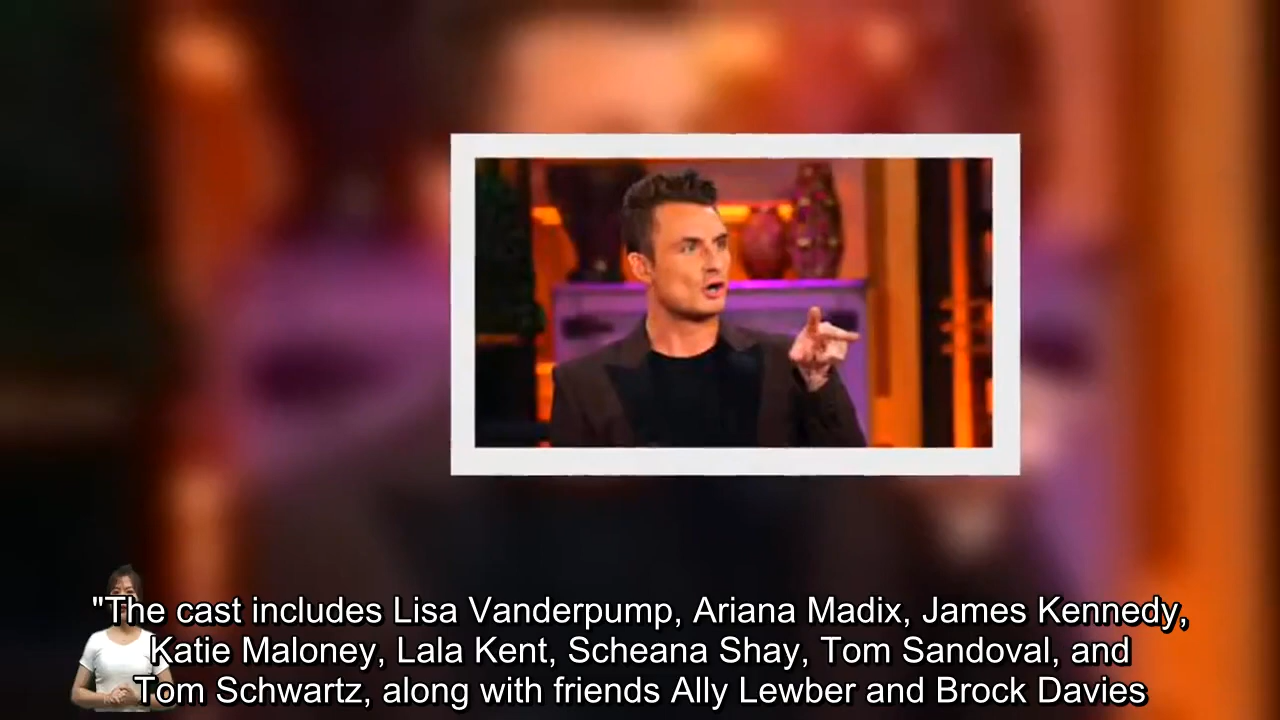 "The cast includes Lisa Vanderpump, Ariana Madix, James Kennedy,
Katie Maloney, Lala Kent, Scheana Shay, Tom Sandoval, and
Tom Schwartz, along with friends Ally Lewber and Brock Davies